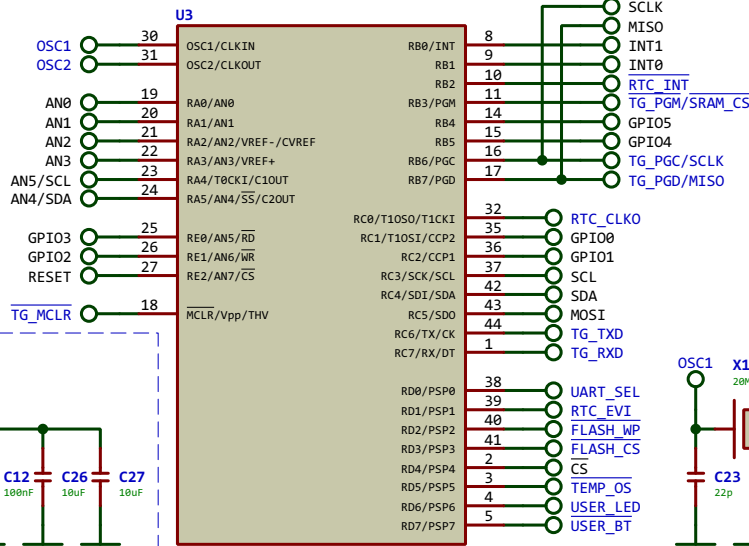 U3
OSC1 30 OSC1/CLKIN
OSC2 31 OSC2/CLKOUT
AN0 19 RA0/AN0
AN1 20 RA1/AN1
AN2 21 RA2/AN2/VREF-/CVREF
AN3 22 RA3/AN3/VREF+
AN5/SCL 23 RA4/T0CKI/C1OUT
AN4/SDA 24 RA5/AN4/SS/C2OUT
GPIO3 25 RE0/AN5/RD
GPIO2 26 RE1/AN6/WR
RESET 27 RE2/AN7/CS
TG_MCLR 18 MCLR/Vpp/THV
SCLK
MISO
RB0/INT 8 INT1
RB1 9 INT0
RB2 10 RTC_INT
RB3/PGM 11 TG_PGM/SRAM_CS
RB4 14 GPIO5
RB5 15 GPIO4
RB6/PGC 16 TG_PGC/SCLK
RB7/PGD 17 TG_PGD/MISO
RC0/T1OSO/T1CKI 32 RTC_CLKO
RC1/T1OSI/CCP2 35 GPIO0
RC2/CCP1 36 GPIO1
RC3/SCK/SCL 37 SCL
RC4/SDI/SDA 42 SDA
RC5/SDO 43 MOSI
RC6/TX/CK 44 TG_TXD
RC7/RX/DT 1 TG_RXD
RD0/PSP0 38 UART_SEL
RD1/PSP1 39 RTC_EVI
RD2/PSP2 40 FLASH_WP
RD3/PSP3 41 FLASH_CS
RD4/PSP4 2 CS
RD5/PSP5 3 TEMP_OS
RD6/PSP6 4 USER_LED
RD7/PSP7 5 USER_BT
C12
100nF
C26
10uF
C27
10uF
OSC1
X1
20M
C23
22p